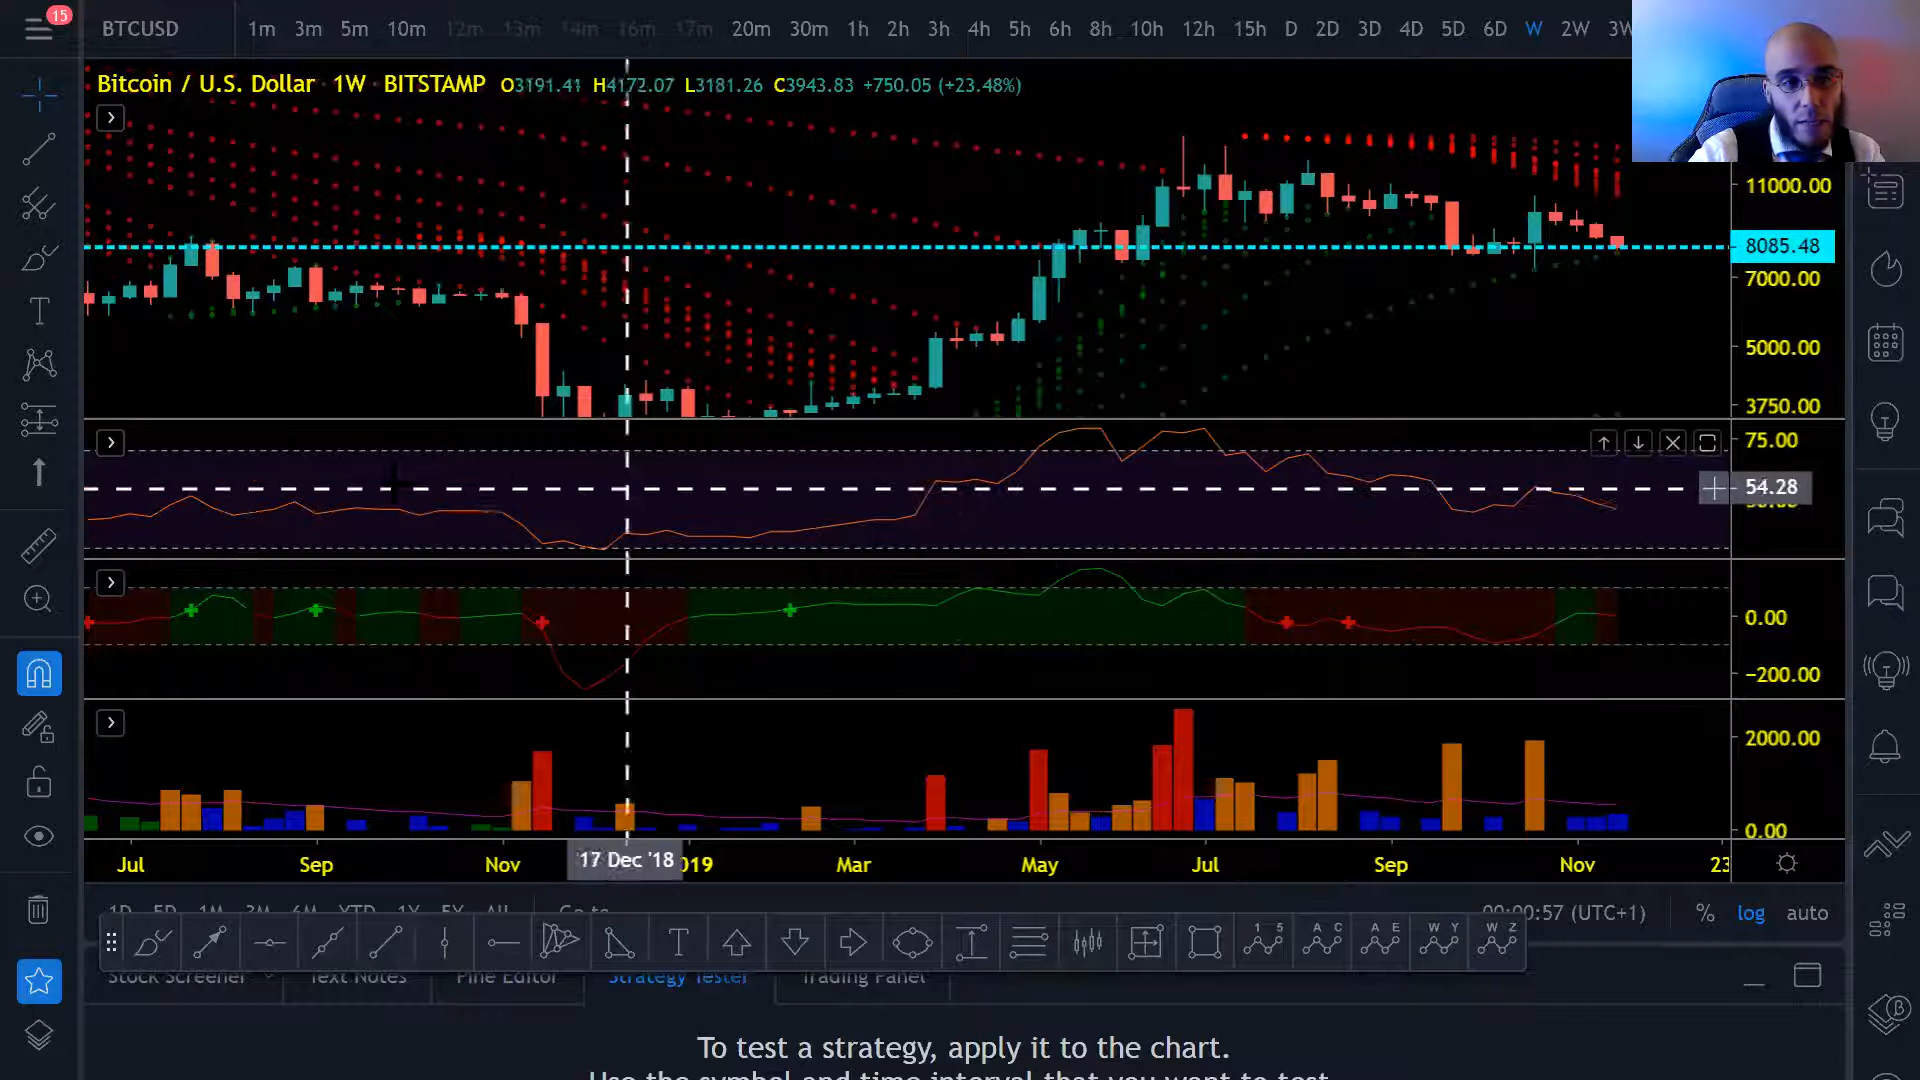 15
BTCUSD 1m 3m 5m 10m 12m 13m 14m 16m 17m 20m 30m 1h 2h 3h 4h 5h 6h 8h 10h 12h 15h D 2D 3D 4D 5D 6D W 2W 3W
Bitcoin / U.S. Dollar · 1W · BITSTAMP O3191.41 H4172.07 L3181.26 C3943.83 +750.05 (+23.48%)
11000.00
8085.48
7000.00
5000.00
3750.00
75.00
54.28
0.00
−200.00
2000.00
0.00
Jul Sep Nov 17 Dec '18 019 Mar May Jul Sep Nov 23
1D 5D 1M 3M 6M YTD 1Y 5Y All Go to 00:00:57 (UTC+1) % log auto
T 1 5 A C A E W Y W Z
Stock Screener Text Notes Pine Editor Strategy Tester Trading Panel
To test a strategy, apply it to the chart.
Use the symbol and time interval that you want to test.